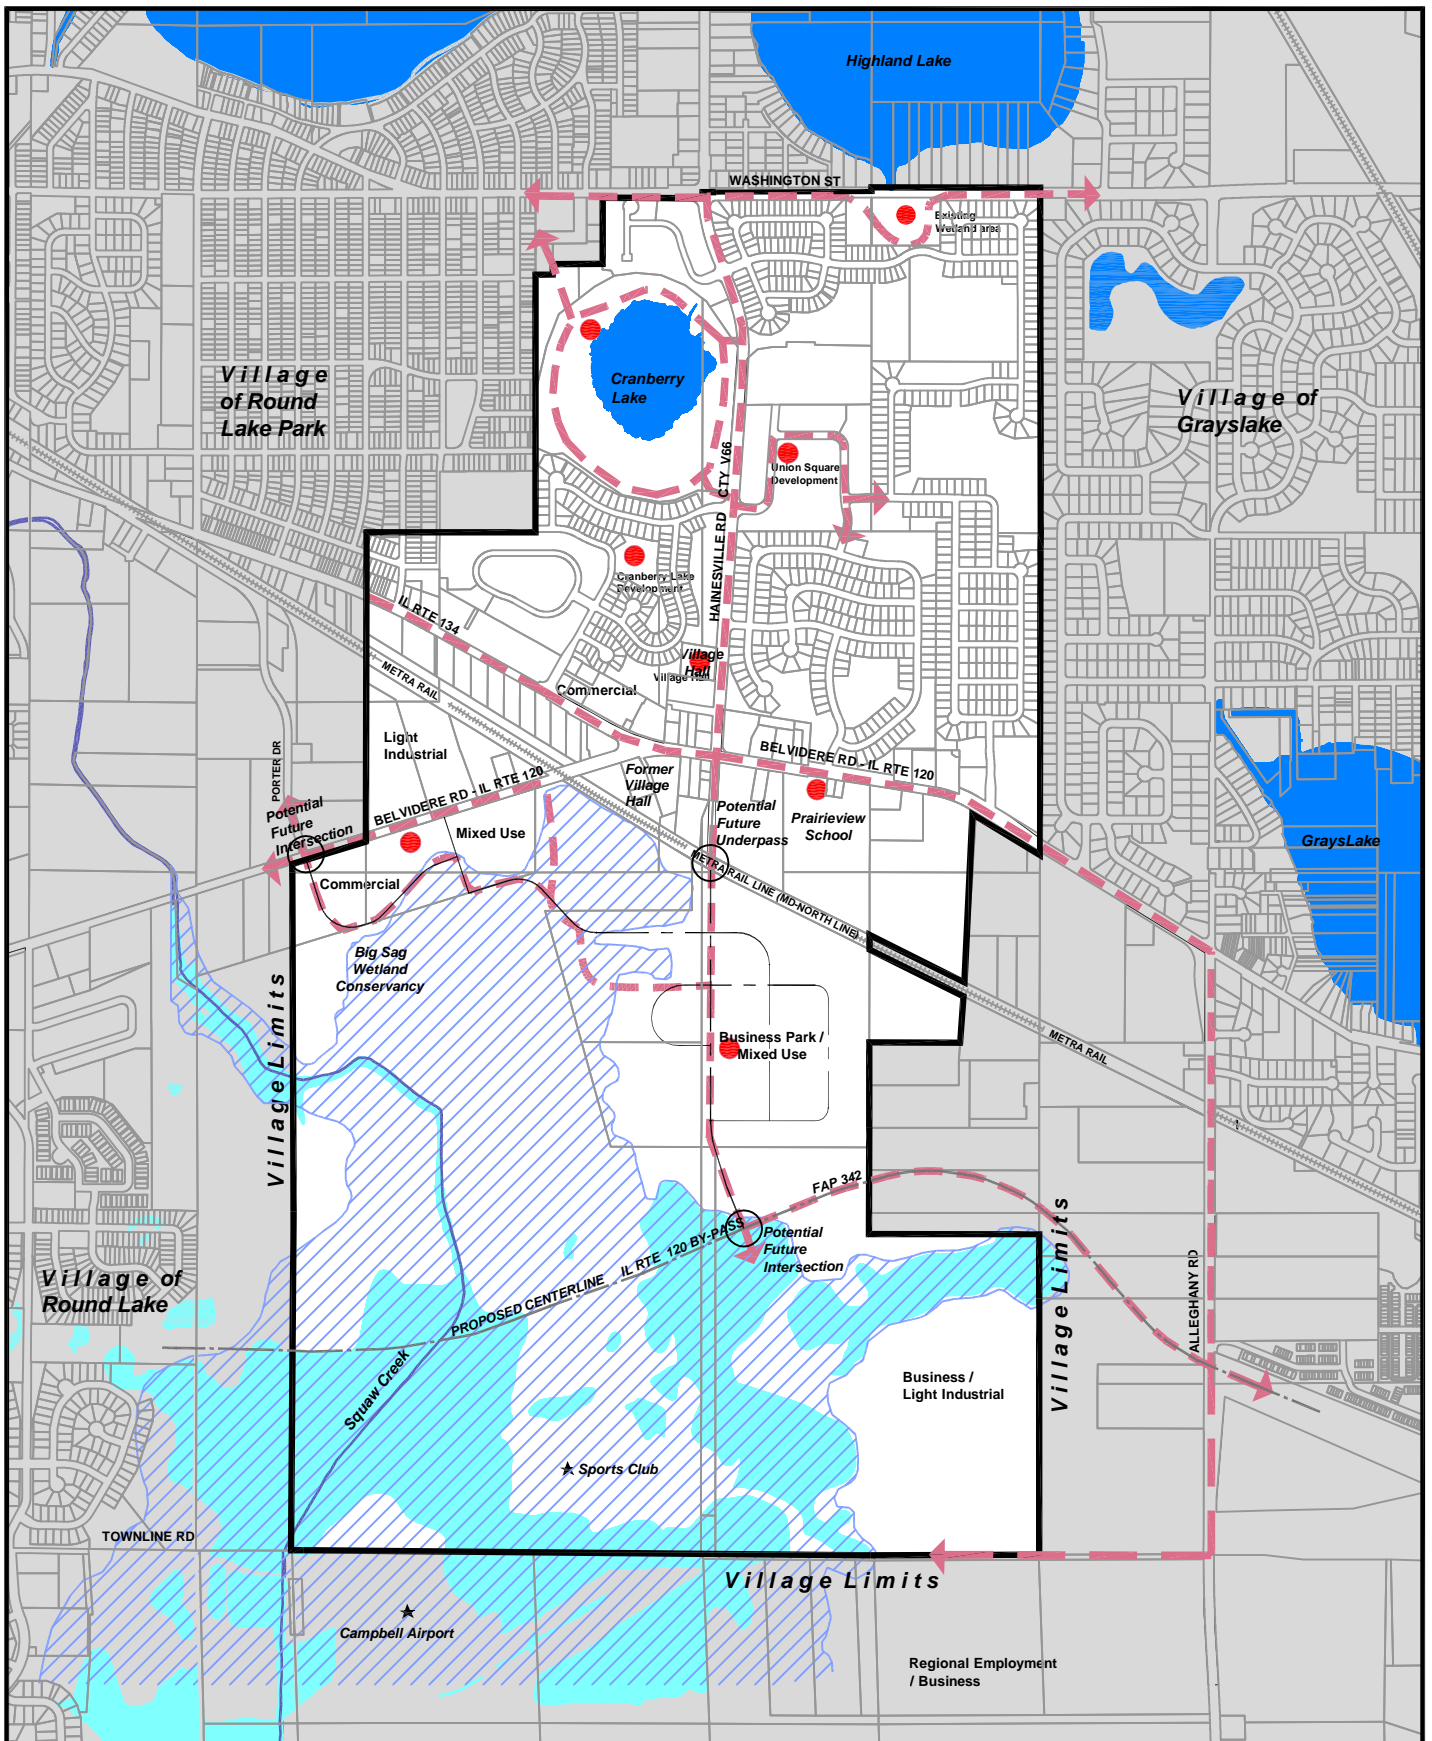 Highland Lake
WASHINGTON ST
Existing
Wetland area
Village
of Round
Lake Park
Cranberry
Lake
Village of
Grayslake
HAINESVILLE RD CTY V66
Union Square
Development
Cranberry Lake
Development
IL RTE 134
METRA RAIL
Village
Hall
Village Hall
Commercial
Light
Industrial
PORTER DR
BELVIDERE RD - IL RTE 120
BELVIDERE RD - IL RTE 120
Former
Village
Hall
Potential
Future
Intersection
Potential
Future
Underpass
Prairieview
School
GraysLake
Mixed Use
Commercial
METRA RAIL LINE (MD-NORTH LINE)
Big Sag
Wetland
Conservancy
Village Limits
Business Park /
Mixed Use
METRA RAIL
FAP 342
Village Limits
Potential
Future
Intersection
PROPOSED CENTERLINE IL RTE 120 BY-PASS
Village of
Round Lake
ALLEGHANY RD
Squaw Creek
Business /
Light Industrial
Sports Club
TOWNLINE RD
Village Limits
Campbell Airport
Regional Employment
/ Business